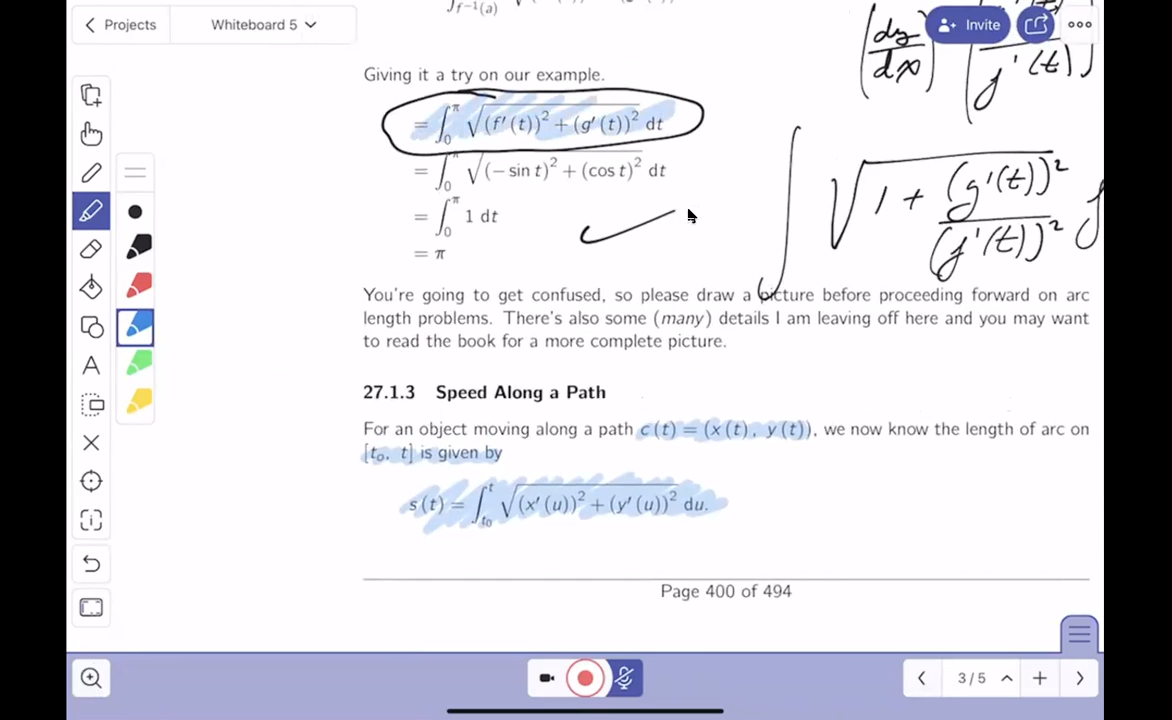 Projects
Whiteboard 5
Invite
f⁻¹(a)
(dy/dx)
f'(t)
Giving it a try on our example.
= ∫₀^π √((f'(t))² + (g'(t))²) dt
= ∫₀^π √((− sin t)² + (cos t)²) dt
= ∫₀^π 1 dt
= π
∫ √(1 + (g'(t))²/(f'(t))²) f
You're going to get confused, so please draw a picture before proceeding forward on arc
length problems. There's also some (many) details I am leaving off here and you may want
to read the book for a more complete picture.
27.1.3 Speed Along a Path
For an object moving along a path c(t) = (x(t), y(t)), we now know the length of arc on
[t₀, t] is given by
s(t) = ∫_{t₀}^t √((x'(u))² + (y'(u))²) du.
Page 400 of 494
A
3 / 5